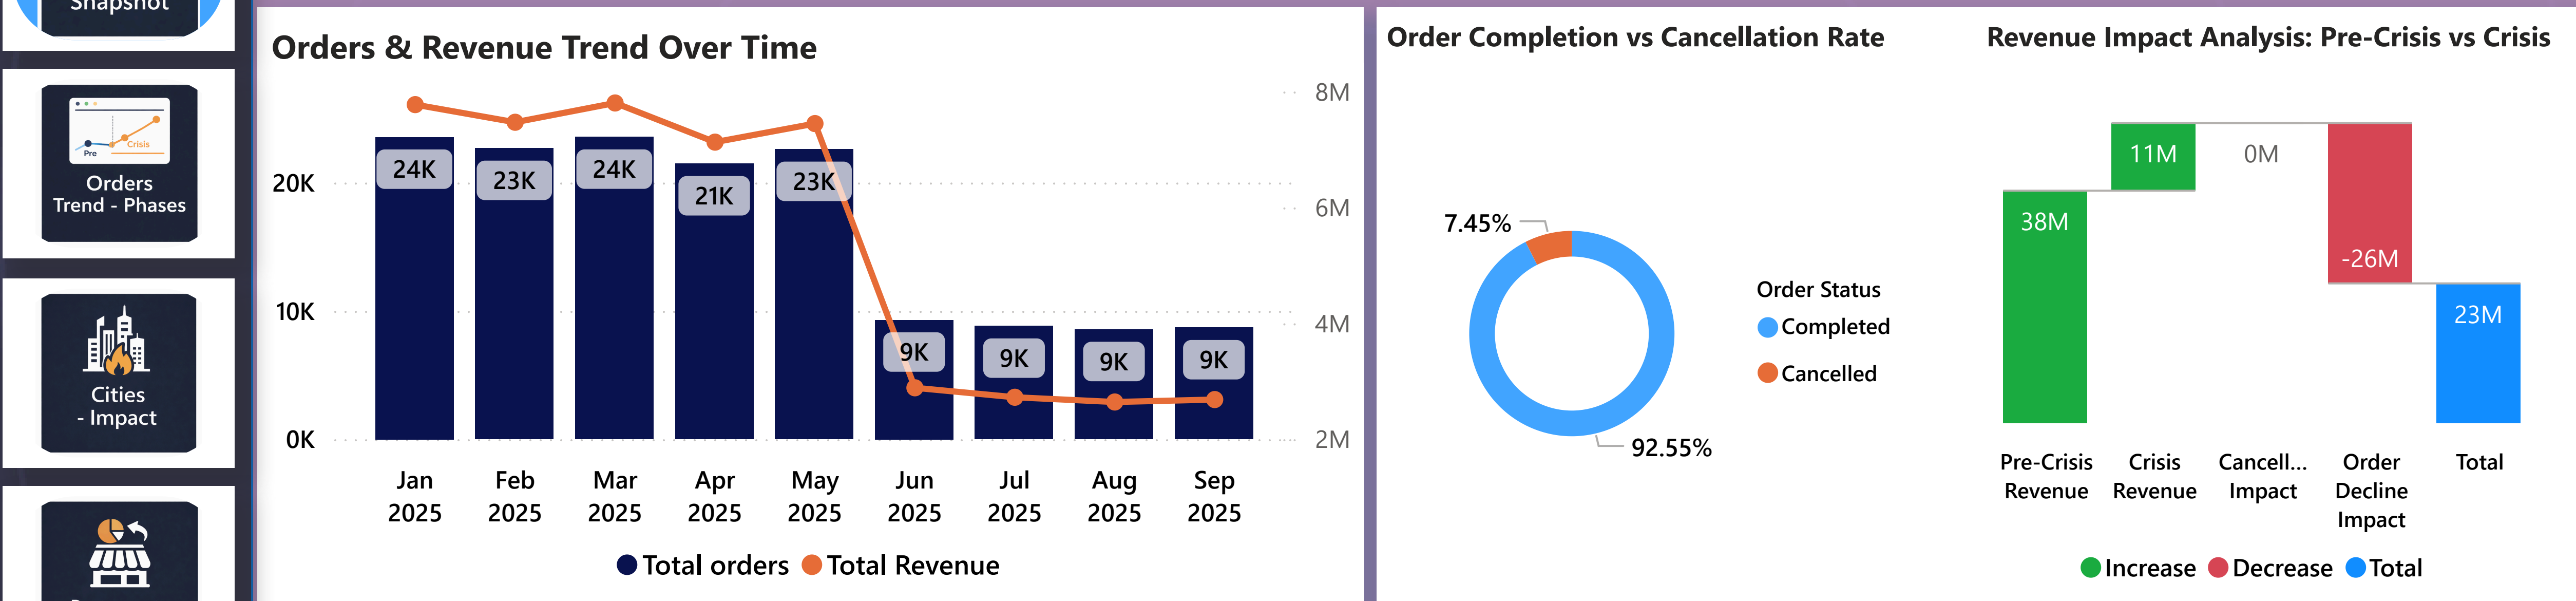 Snapshot
Pre
Crisis
Orders
Trend - Phases
Cities
- Impact
Orders & Revenue Trend Over Time
20K
10K
0K
8M
6M
4M
2M
24K
23K
24K
21K
23K
9K
9K
9K
9K
Jan
2025
Feb
2025
Mar
2025
Apr
2025
May
2025
Jun
2025
Jul
2025
Aug
2025
Sep
2025
Total orders
Total Revenue
Order Completion vs Cancellation Rate
7.45%
92.55%
Order Status
Completed
Cancelled
Revenue Impact Analysis: Pre-Crisis vs Crisis
38M
11M
0M
-26M
23M
Pre-Crisis
Revenue
Crisis
Revenue
Cancell...
Impact
Order
Decline
Impact
Total
Increase
Decrease
Total